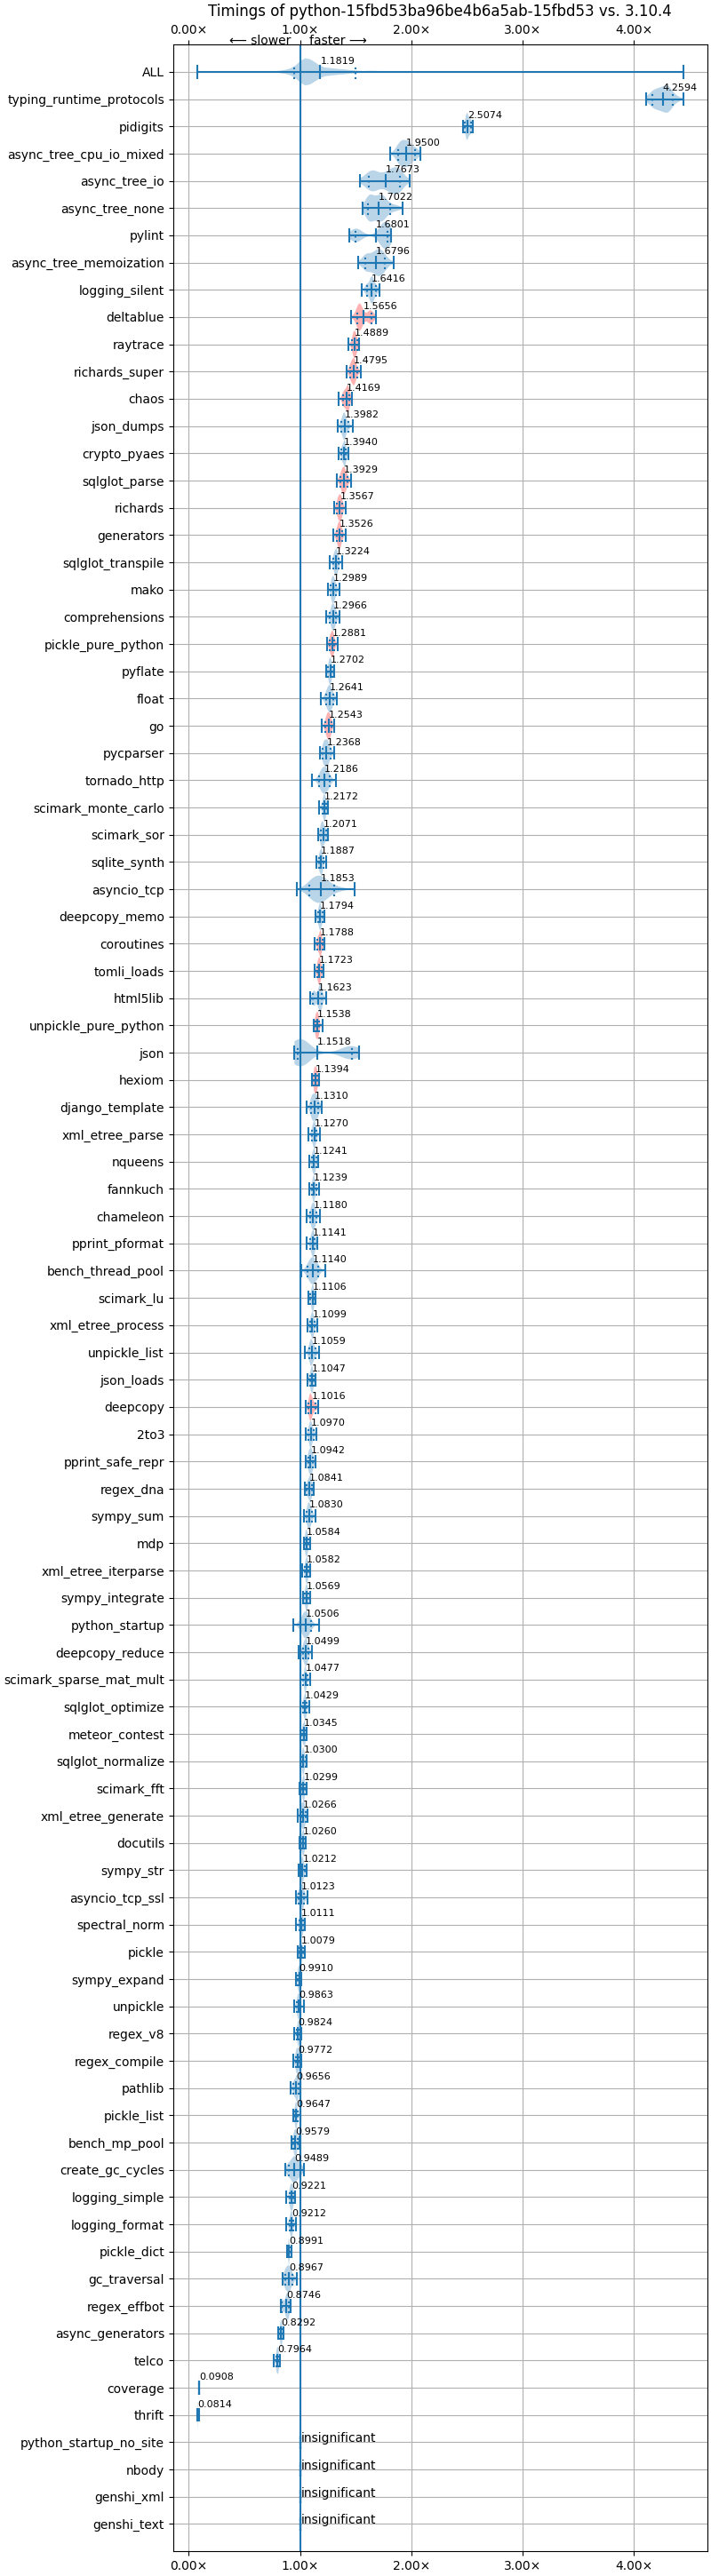 Timings of python-15fbd53ba96be4b6a5ab-15fbd53 vs. 3.10.4
0.00× 1.00× 2.00× 3.00× 4.00×
⟵ slower faster ⟶
ALL 1.1819
typing_runtime_protocols 4.2594
pidigits 2.5074
async_tree_cpu_io_mixed 1.9500
async_tree_io 1.7673
async_tree_none 1.7022
pylint 1.6801
async_tree_memoization 1.6796
logging_silent 1.6416
deltablue 1.5656
raytrace 1.4889
richards_super 1.4795
chaos 1.4169
json_dumps 1.3982
crypto_pyaes 1.3940
sqlglot_parse 1.3929
richards 1.3567
generators 1.3526
sqlglot_transpile 1.3224
mako 1.2989
comprehensions 1.2966
pickle_pure_python 1.2881
pyflate 1.2702
float 1.2641
go 1.2543
pycparser 1.2368
tornado_http 1.2186
scimark_monte_carlo 1.2172
scimark_sor 1.2071
sqlite_synth 1.1887
asyncio_tcp 1.1853
deepcopy_memo 1.1794
coroutines 1.1788
tomli_loads 1.1723
html5lib 1.1623
unpickle_pure_python 1.1538
json 1.1518
hexiom 1.1394
django_template 1.1310
xml_etree_parse 1.1270
nqueens 1.1241
fannkuch 1.1239
chameleon 1.1180
pprint_pformat 1.1141
bench_thread_pool 1.1140
scimark_lu 1.1106
xml_etree_process 1.1099
unpickle_list 1.1059
json_loads 1.1047
deepcopy 1.1016
2to3 1.0970
pprint_safe_repr 1.0942
regex_dna 1.0841
sympy_sum 1.0830
mdp 1.0584
xml_etree_iterparse 1.0582
sympy_integrate 1.0569
python_startup 1.0506
deepcopy_reduce 1.0499
scimark_sparse_mat_mult 1.0477
sqlglot_optimize 1.0429
meteor_contest 1.0345
sqlglot_normalize 1.0300
scimark_fft 1.0299
xml_etree_generate 1.0266
docutils 1.0260
sympy_str 1.0212
asyncio_tcp_ssl 1.0123
spectral_norm 1.0111
pickle 1.0079
sympy_expand 0.9910
unpickle 0.9863
regex_v8 0.9824
regex_compile 0.9772
pathlib 0.9656
pickle_list 0.9647
bench_mp_pool 0.9579
create_gc_cycles 0.9489
logging_simple 0.9221
logging_format 0.9212
pickle_dict 0.8991
gc_traversal 0.8967
regex_effbot 0.8746
async_generators 0.8292
telco 0.7964
coverage 0.0908
thrift 0.0814
python_startup_no_site insignificant
nbody insignificant
genshi_xml insignificant
genshi_text insignificant
0.00× 1.00× 2.00× 3.00× 4.00×